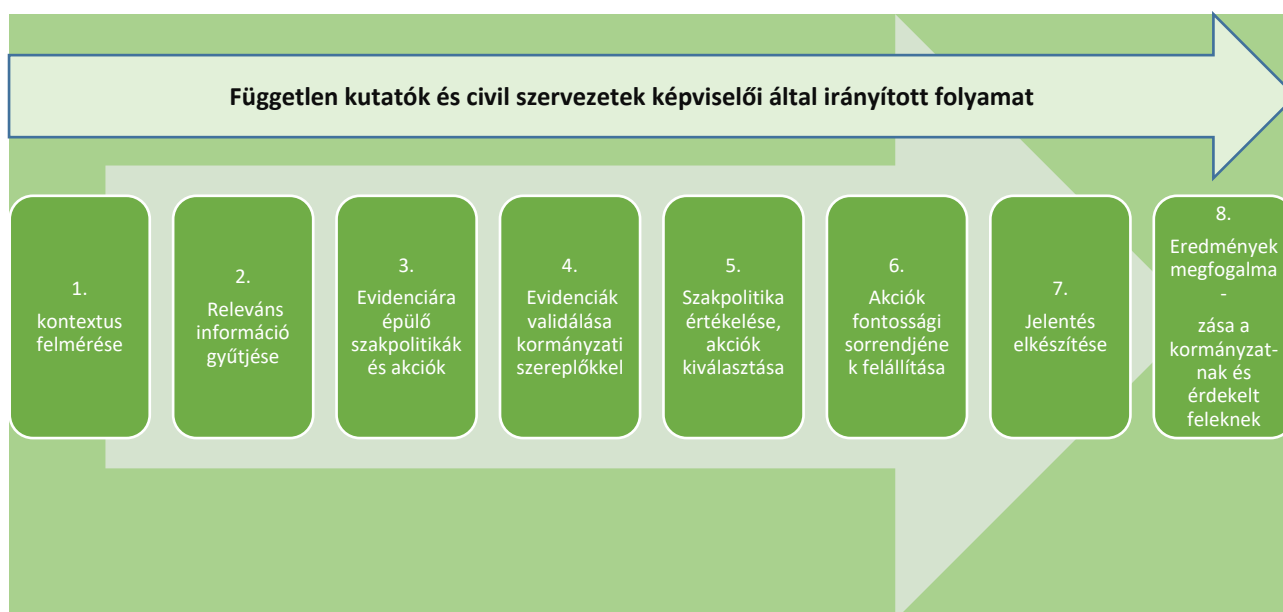 Független kutatók és civil szervezetek képviselői által irányított folyamat
1.
kontextus
felmérése
2.
Releváns
információ
gyűtjése
3.
Evidenciára
épülő
szakpolitikák
és akciók
4.
Evidenciák
validálása
kormányzati
szereplőkkel
5.
Szakpolitika
értékelése,
akciók
kiválasztása
6.
Akciók
fontossági
sorrendjéne
k felállítása
7.
Jelentés
elkészítése
8.
Eredmények
megfogalma
-
zása a
kormányzat-
nak és
érdekelt
feleknek